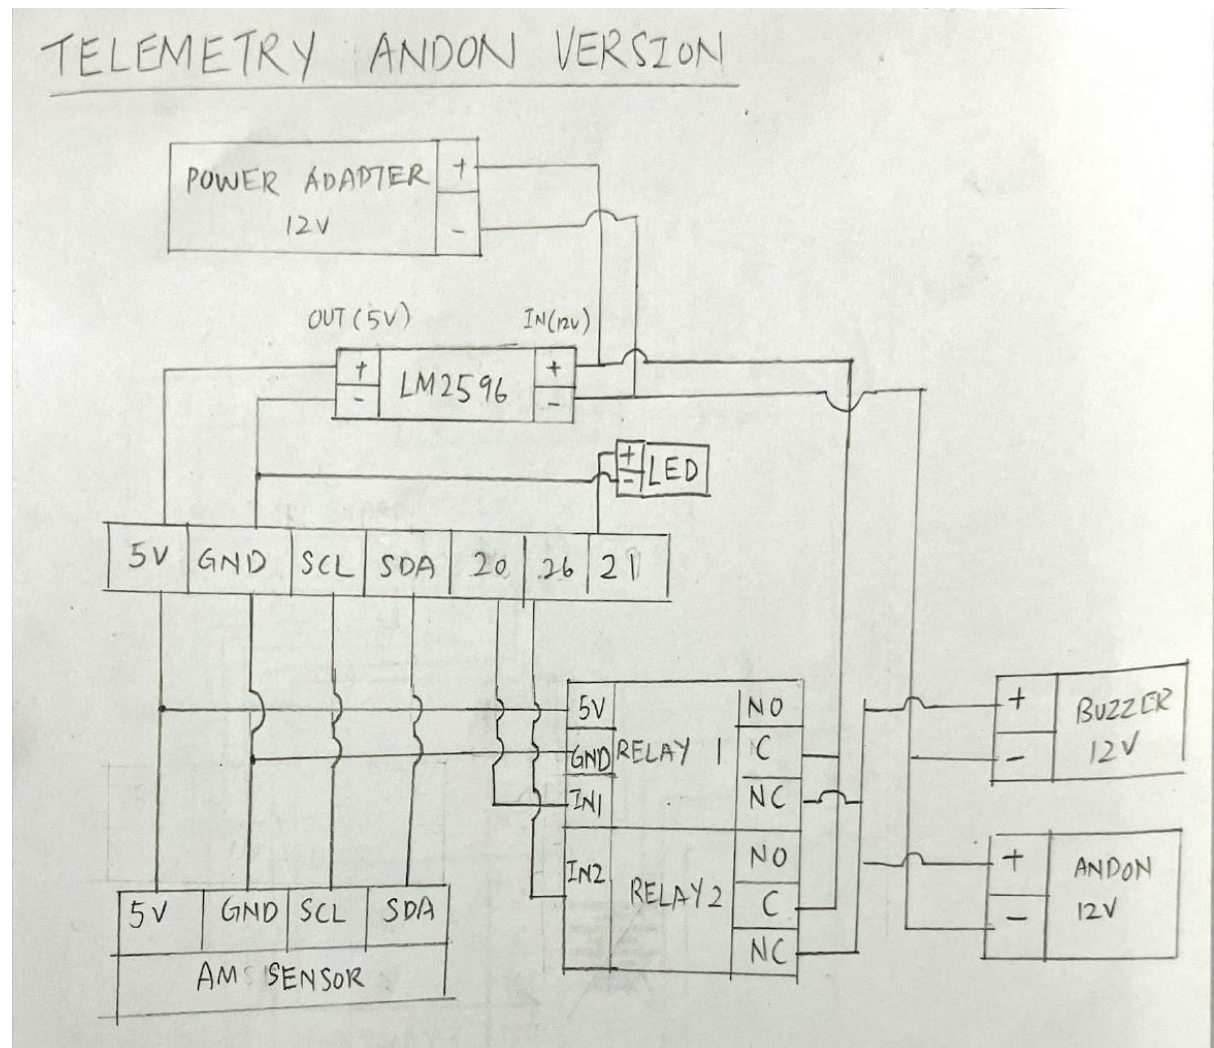 TELEMETRY ANDON VERSION
POWER ADAPTER
12V
+
-
OUT (5V)
IN(12V)
+
-
LM2596
+
-
+
-
LED
5V GND SCL SDA 20 26 21
5V
GND
IN1
RELAY 1
NO
C
NC
IN2
RELAY2
NO
C
NC
+
-
BUZZER
12V
+
-
ANDON
12V
5V GND SCL SDA
AMS SENSOR